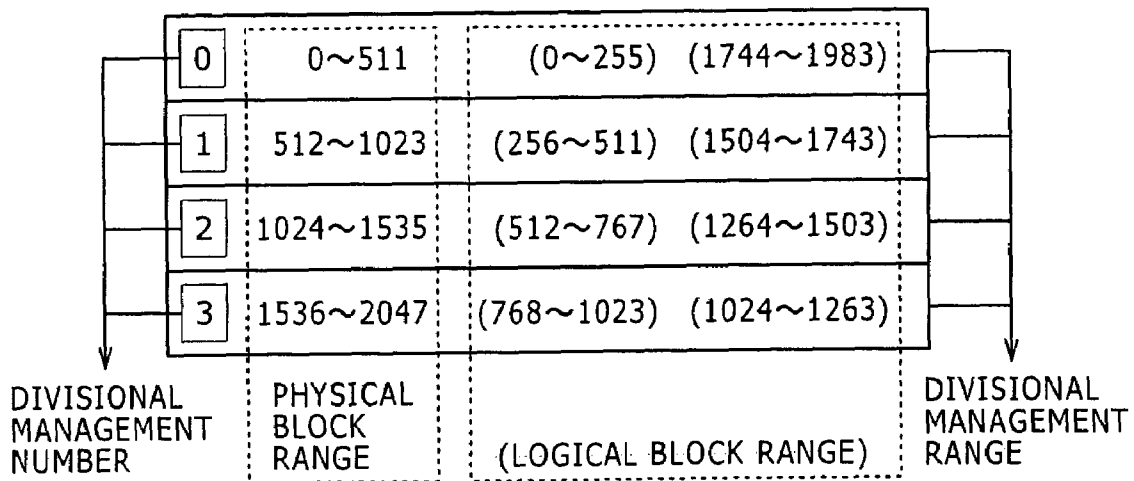 0 0～511 (0～255) (1744～1983)
1 512～1023 (256～511) (1504～1743)
2 1024～1535 (512～767) (1264～1503)
3 1536～2047 (768～1023) (1024～1263)
DIVISIONAL
MANAGEMENT
NUMBER
PHYSICAL
BLOCK
RANGE
(LOGICAL BLOCK RANGE)
DIVISIONAL
MANAGEMENT
RANGE